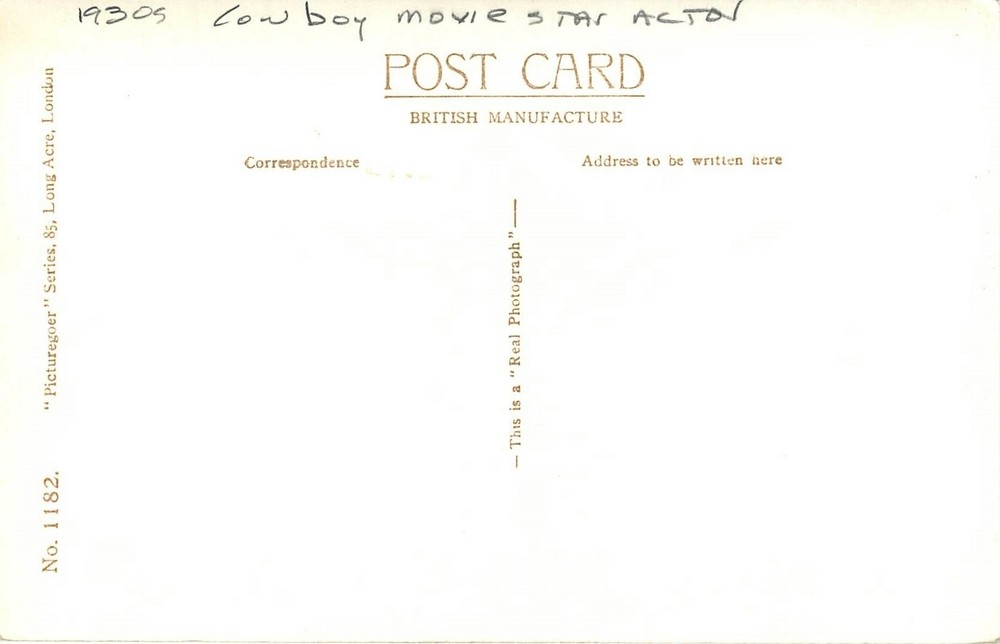 1930s Cowboy movie star ACTOR
POST CARD
BRITISH MANUFACTURE
Correspondence
Address to be written here
— This is a "Real Photograph" —
"Picturegoer" Series, 85, Long Acre, London
No. 1182.